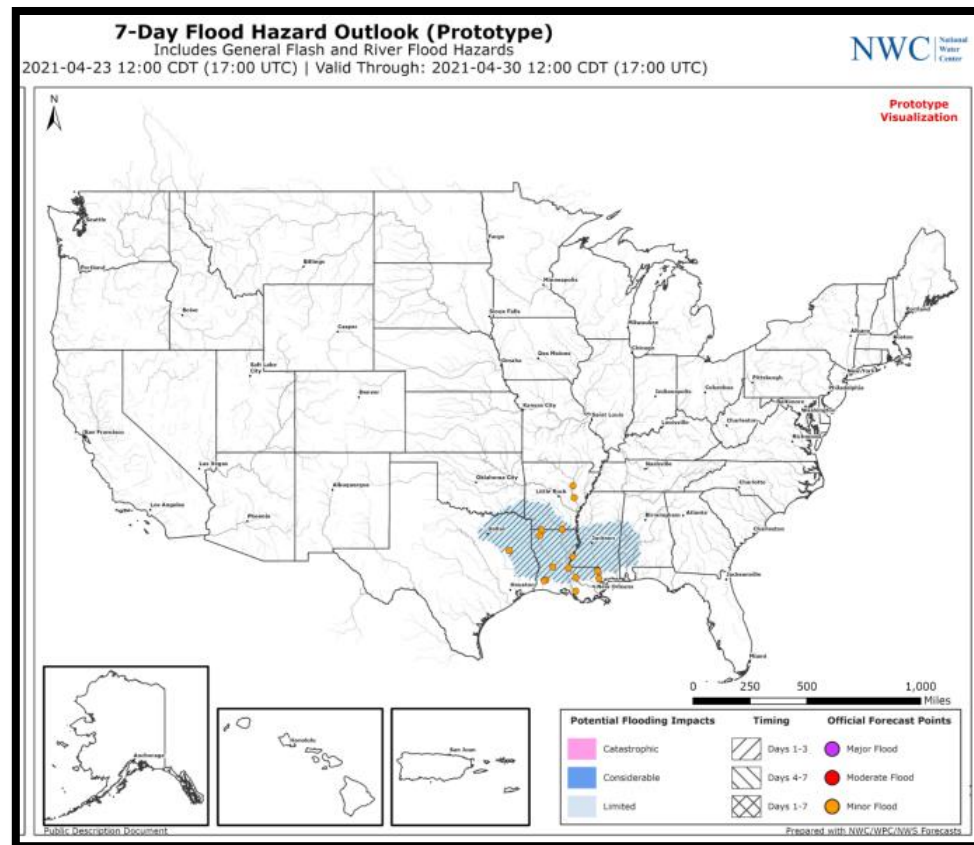 7-Day Flood Hazard Outlook (Prototype)
Includes General Flash and River Flood Hazards
2021-04-23 12:00 CDT (17:00 UTC) | Valid Through: 2021-04-30 12:00 CDT (17:00 UTC)
NWC
National
Water
Center
N
Prototype
Visualization
Seattle
Portland
Boise
Billings
Casper
Fargo
Minneapolis
Sioux Falls
Milwaukee
Chicago
Portland
Albany
Boston
New York
Philadelphia
Pittsburgh
Baltimore
Washington
Salt Lake
City
Denver
Omaha
Des Moines
Kansas City
Saint Louis
Indianapolis
Columbus
Louisville
Charleston
Richmond
San Francisco
Las Vegas
Los Angeles
Phoenix
Albuquerque
Oklahoma City
Little Rock
Nashville
Charlotte
Birmingham
Atlanta
Charleston
Dallas
Jackson
Houston
New Orleans
Jacksonville
Miami
0 250 500 1,000
Miles
Anchorage
Honolulu
San Juan
Potential Flooding Impacts
Catastrophic
Considerable
Limited
Timing
Days 1-3
Days 4-7
Days 1-7
Official Forecast Points
Major Flood
Moderate Flood
Minor Flood
Public Description Document
Prepared with NWC/WPC/NWS Forecasts